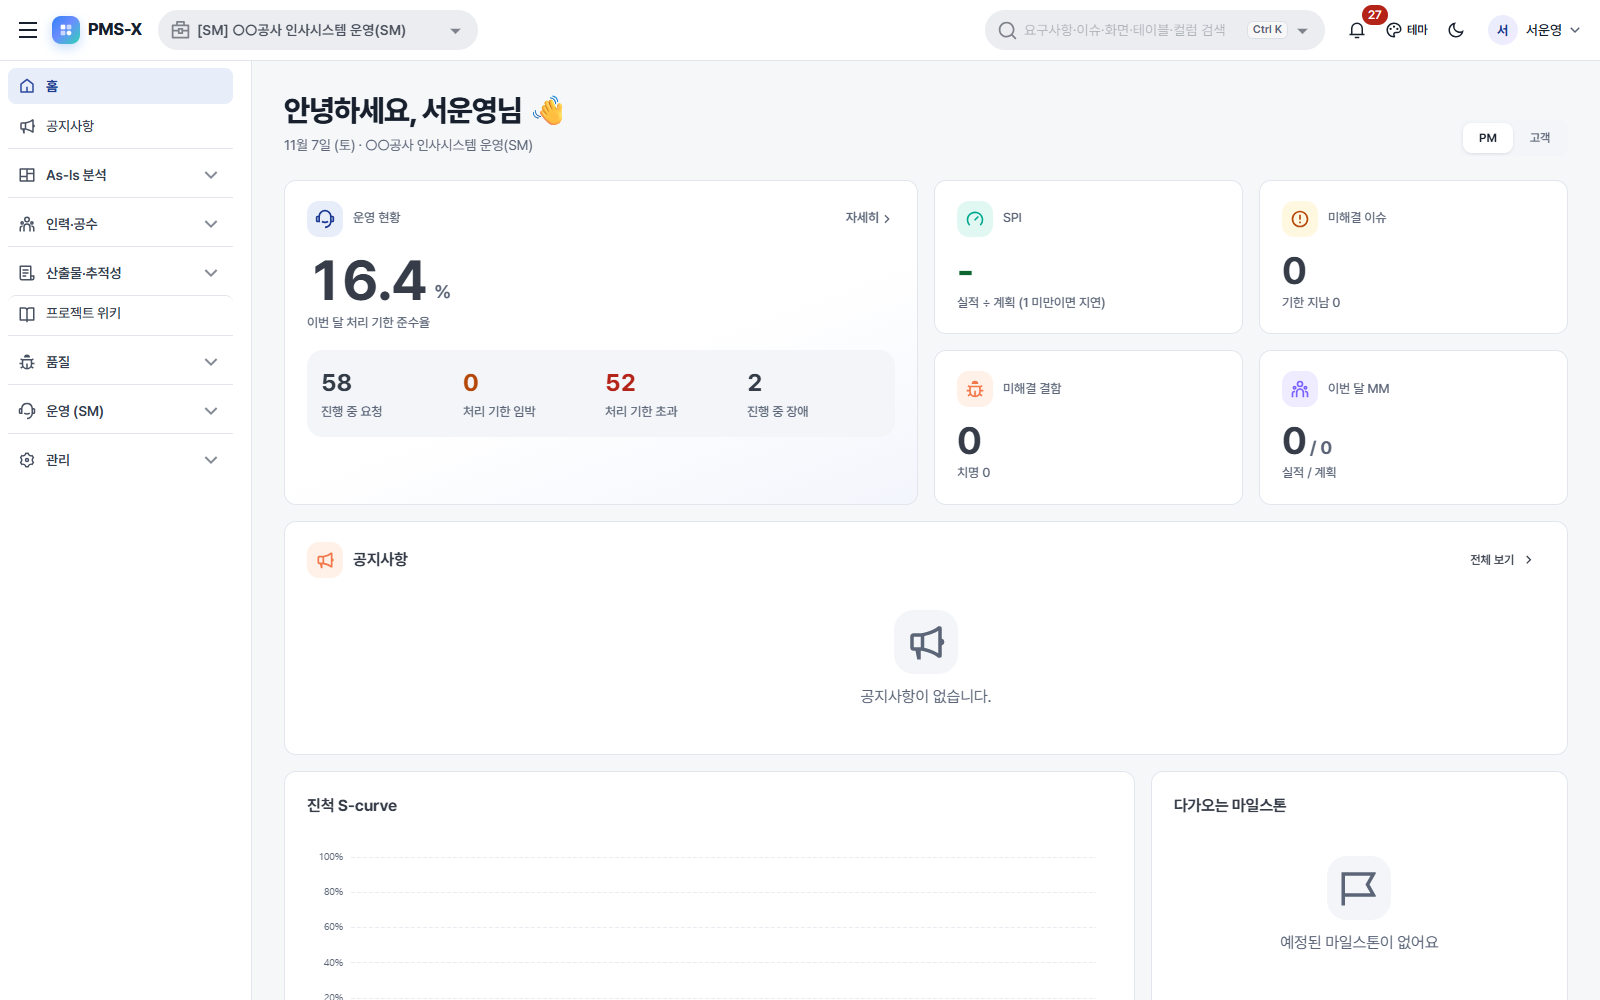 PMS-X
[SM] ○○공사 인사시스템 운영(SM)
요구사항·이슈·화면·테이블·컬럼 검색
Ctrl K
27
테마
서
서운영
홈
공지사항
As-Is 분석
인력·공수
산출물·추적성
프로젝트 위키
품질
운영 (SM)
관리
안녕하세요, 서운영님 👋
11월 7일 (토) · ○○공사 인사시스템 운영(SM)
PM
고객
운영 현황
자세히
16.4 %
이번 달 처리 기한 준수율
58
진행 중 요청
0
처리 기한 임박
52
처리 기한 초과
2
진행 중 장애
SPI
-
실적 ÷ 계획 (1 미만이면 지연)
미해결 이슈
0
기한 지남 0
미해결 결함
0
치명 0
이번 달 MM
0 / 0
실적 / 계획
공지사항
전체 보기
공지사항이 없습니다.
진척 S-curve
100%
80%
60%
40%
20%
다가오는 마일스톤
예정된 마일스톤이 없어요